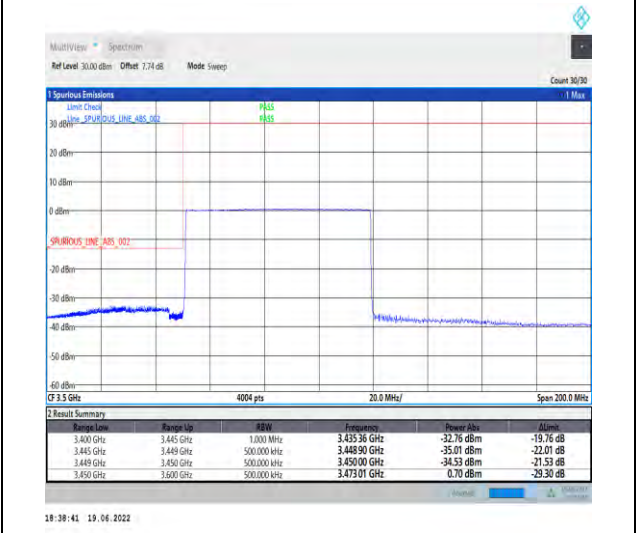 MultiView Spectrum
Ref Level 30.00 dBm Offset 7.74 dB Mode Sweep
Count 30/30
1 Spurious Emissions 1 Max
Limit Check PASS
Line _SPURIOUS_LINE_ABS_002 PASS
30 dBm
20 dBm
10 dBm
0 dBm
_SPURIOUS_LINE_ABS_002
-20 dBm
-30 dBm
-40 dBm
-50 dBm
-60 dBm
CF 3.5 GHz 4004 pts 20.0 MHz/ Span 200.0 MHz
2 Result Summary
Range Low Range Up RBW Frequency Power Abs ΔLimit
3.400 GHz 3.445 GHz 1.000 MHz 3.435 36 GHz -32.76 dBm -19.76 dB
3.445 GHz 3.449 GHz 500.000 kHz 3.448 90 GHz -35.01 dBm -22.01 dB
3.449 GHz 3.450 GHz 500.000 kHz 3.450 00 GHz -34.53 dBm -21.53 dB
3.450 GHz 3.600 GHz 500.000 kHz 3.473 01 GHz 0.70 dBm -29.30 dB
18:38:41 19.06.2022